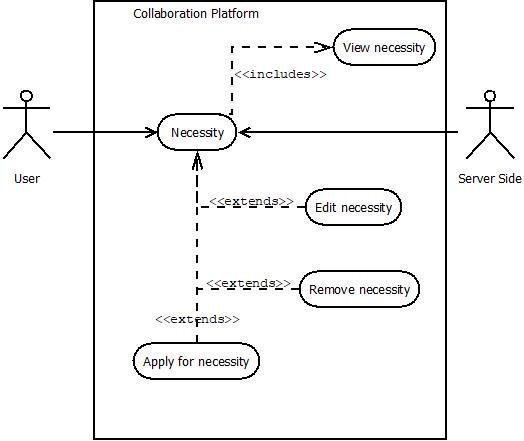 Collaboration Platform
View necessity
<<includes>>
Necessity
User
Server Side
<<extends>>
Edit necessity
<<extends>>
Remove necessity
<<extends>>
Apply for necessity